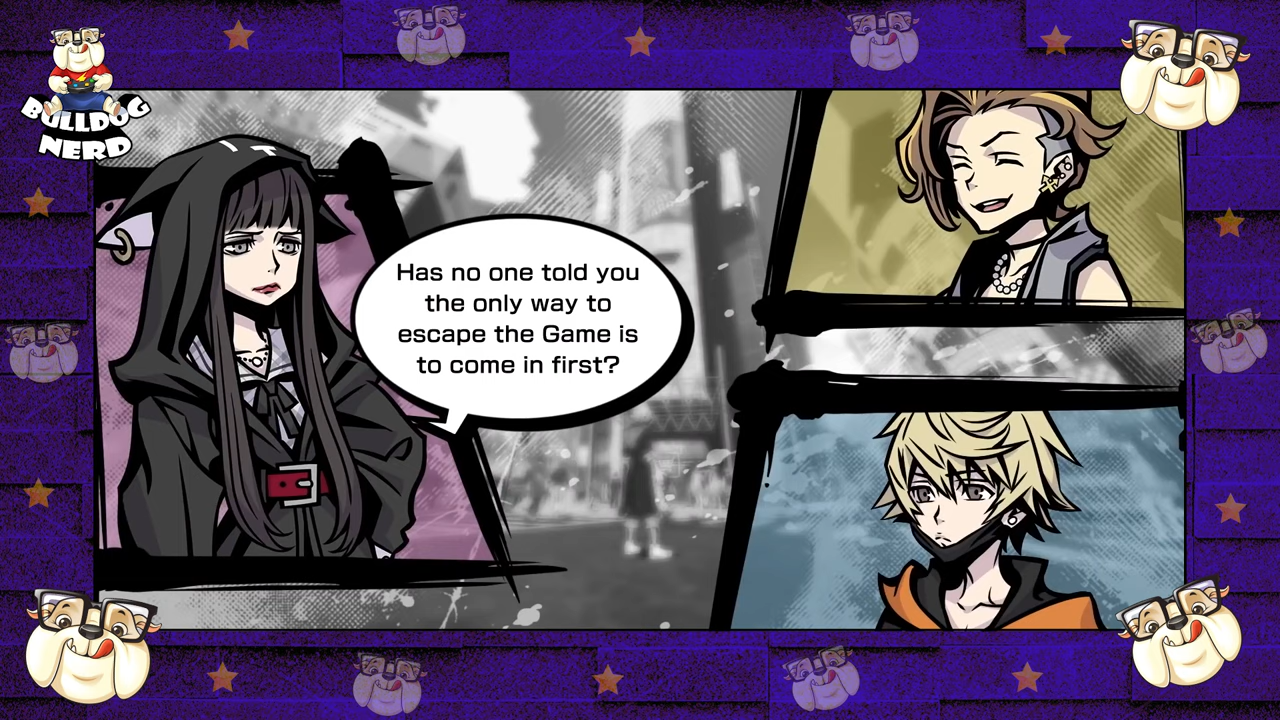 BULLDOG
NERD
Has no one told you
the only way to
escape the Game is
to come in first?